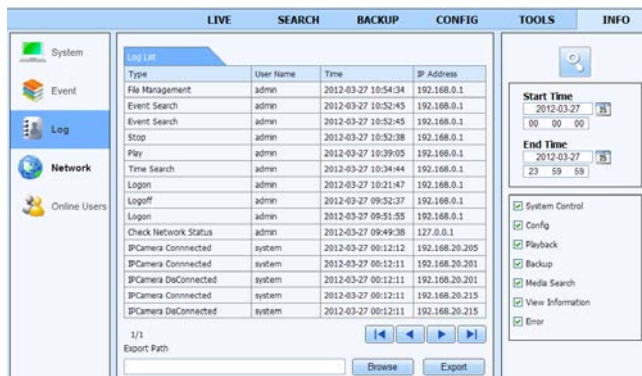 LIVE SEARCH BACKUP CONFIG TOOLS INFO
System
Event
Log
Network
Online Users
Log List
Type User Name Time IP Address
File Management admin 2012-03-27 10:54:34 192.168.0.1
Event Search admin 2012-03-27 10:52:45 192.168.0.1
Event Search admin 2012-03-27 10:52:45 192.168.0.1
Stop admin 2012-03-27 10:52:38 192.168.0.1
Play admin 2012-03-27 10:39:05 192.168.0.1
Time Search admin 2012-03-27 10:34:44 192.168.0.1
Logon admin 2012-03-27 10:21:47 192.168.0.1
Logoff admin 2012-03-27 09:52:37 192.168.0.1
Logon admin 2012-03-27 09:51:55 192.168.0.1
Check Network Status admin 2012-03-27 09:49:38 127.0.0.1
IPCamera Connnected system 2012-03-27 00:12:12 192.168.20.205
IPCamera Connnected system 2012-03-27 00:12:11 192.168.20.201
IPCamera DisConnected system 2012-03-27 00:12:11 192.168.20.201
IPCamera Connnected system 2012-03-27 00:12:11 192.168.20.215
IPCamera DisConnected system 2012-03-27 00:12:11 192.168.20.215
1/1
Export Path
Browse Export
Start Time
2012-03-27
00 00 00
End Time
2012-03-27
23 59 59
System Control
Config
Playback
Backup
Media Search
View Information
Error